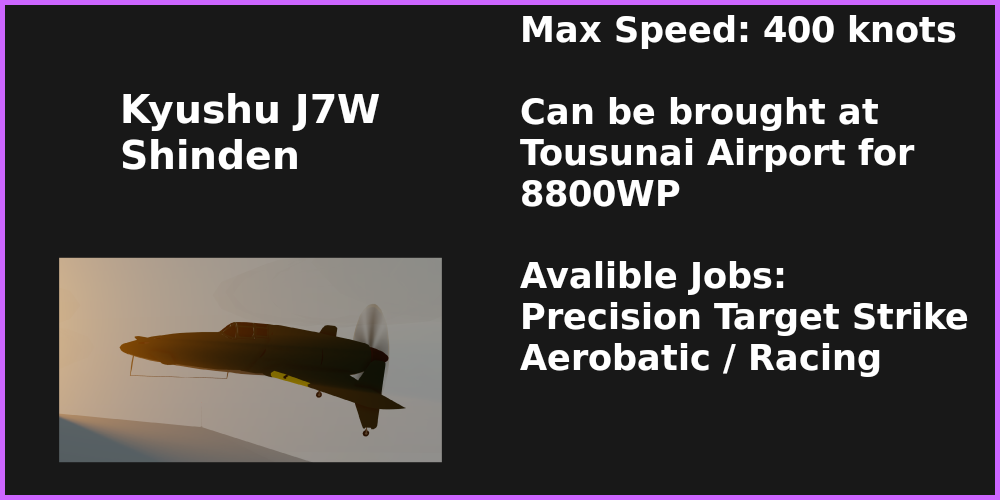 Kyushu J7W
Shinden
Max Speed: 400 knots
Can be brought at
Tousunai Airport for
8800WP
Avalible Jobs:
Precision Target Strike
Aerobatic / Racing